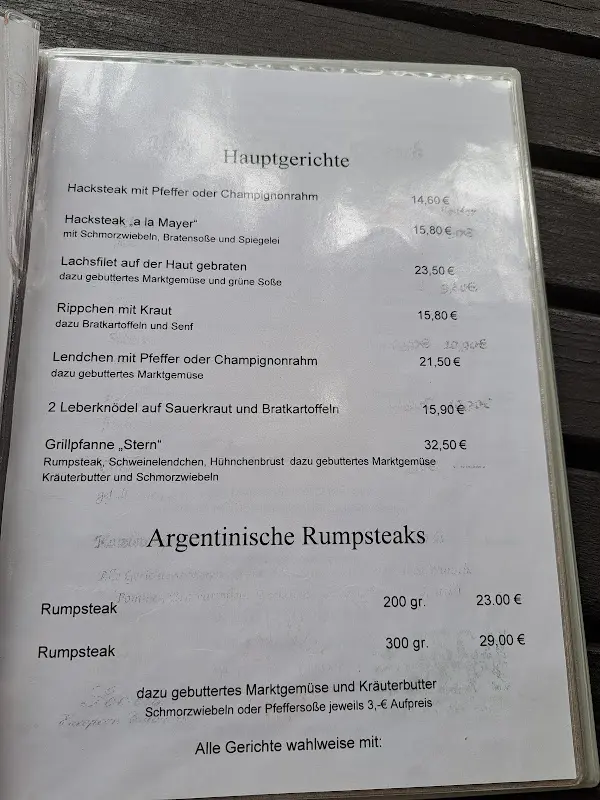 Hauptgerichte
Hacksteak mit Pfeffer oder Champignonrahm 14,60 €
Hacksteak „a la Mayer“ 15,80 €
mit Schmorzwiebeln, Bratensoße und Spiegelei
Lachsfilet auf der Haut gebraten 23,50 €
dazu gebuttertes Marktgemüse und grüne Soße
Rippchen mit Kraut 15,80 €
dazu Bratkartoffeln und Senf
Lendchen mit Pfeffer oder Champignonrahm 21,50 €
dazu gebuttertes Marktgemüse
2 Leberknödel auf Sauerkraut und Bratkartoffeln 15,90 €
Grillpfanne „Stern“ 32,50 €
Rumpsteak, Schweinelendchen, Hühnchenbrust dazu gebuttertes Marktgemüse
Kräuterbutter und Schmorzwiebeln
Argentinische Rumpsteaks
Rumpsteak 200 gr. 23.00 €
Rumpsteak 300 gr. 29,00 €
dazu gebuttertes Marktgemüse und Kräuterbutter
Schmorzwiebeln oder Pfeffersoße jeweils 3,-€ Aufpreis
Alle Gerichte wahlweise mit: